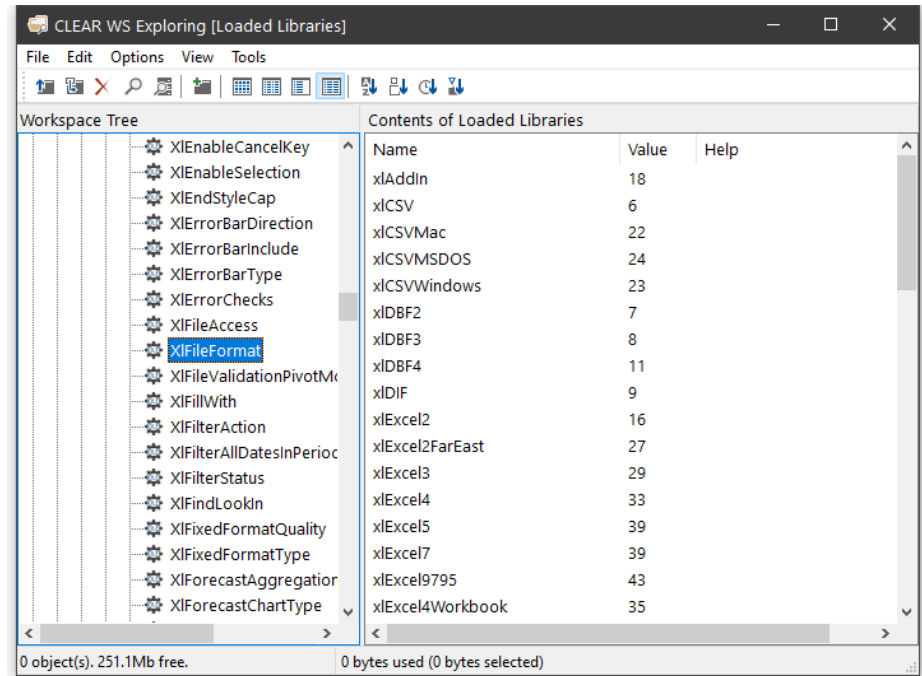 CLEAR WS Exploring [Loaded Libraries]
File Edit Options View Tools
Workspace Tree
XlEnableCancelKey
XlEnableSelection
XlEndStyleCap
XlErrorBarDirection
XlErrorBarInclude
XlErrorBarType
XlErrorChecks
XlFileAccess
XlFileFormat
XlFileValidationPivotMo
XlFillWith
XlFilterAction
XlFilterAllDatesInPerioc
XlFilterStatus
XlFindLookIn
XlFixedFormatQuality
XlFixedFormatType
XlForecastAggregation
XlForecastChartType
Contents of Loaded Libraries
Name Value Help
xlAddIn 18
xlCSV 6
xlCSVMac 22
xlCSVMSDOS 24
xlCSVWindows 23
xlDBF2 7
xlDBF3 8
xlDBF4 11
xlDIF 9
xlExcel2 16
xlExcel2FarEast 27
xlExcel3 29
xlExcel4 33
xlExcel5 39
xlExcel7 39
xlExcel9795 43
xlExcel4Workbook 35
0 object(s). 251.1Mb free. 0 bytes used (0 bytes selected)